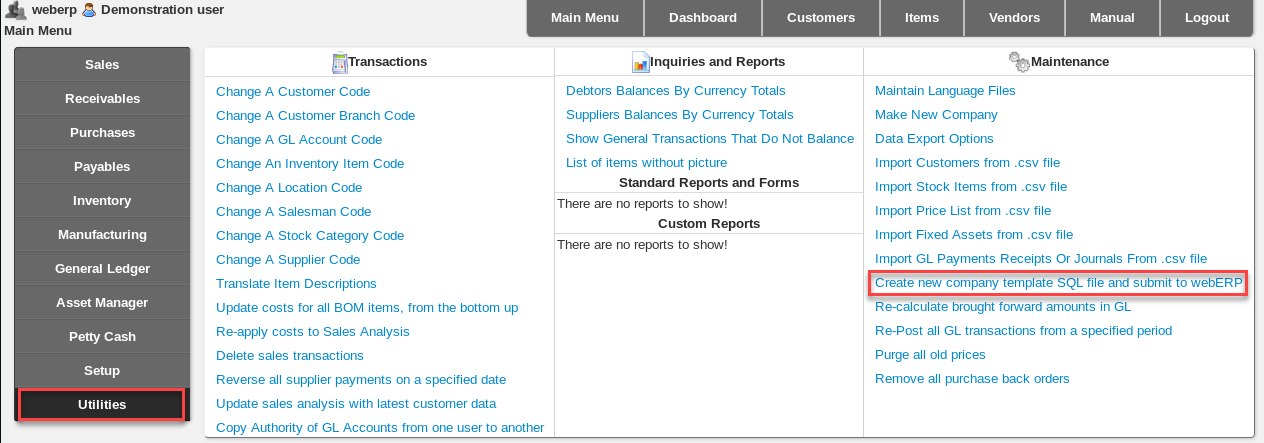 weberp Demonstration user
Main Menu
Main Menu
Dashboard
Customers
Items
Vendors
Manual
Logout
Sales
Receivables
Purchases
Payables
Inventory
Manufacturing
General Ledger
Asset Manager
Petty Cash
Setup
Utilities
Transactions
Change A Customer Code
Change A Customer Branch Code
Change A GL Account Code
Change An Inventory Item Code
Change A Location Code
Change A Salesman Code
Change A Stock Category Code
Change A Supplier Code
Translate Item Descriptions
Update costs for all BOM items, from the bottom up
Re-apply costs to Sales Analysis
Delete sales transactions
Reverse all supplier payments on a specified date
Update sales analysis with latest customer data
Copy Authority of GL Accounts from one user to another
Inquiries and Reports
Debtors Balances By Currency Totals
Suppliers Balances By Currency Totals
Show General Transactions That Do Not Balance
List of items without picture
Standard Reports and Forms
There are no reports to show!
Custom Reports
There are no reports to show!
Maintenance
Maintain Language Files
Make New Company
Data Export Options
Import Customers from .csv file
Import Stock Items from .csv file
Import Price List from .csv file
Import Fixed Assets from .csv file
Import GL Payments Receipts Or Journals From .csv file
Create new company template SQL file and submit to webERP
Re-calculate brought forward amounts in GL
Re-Post all GL transactions from a specified period
Purge all old prices
Remove all purchase back orders